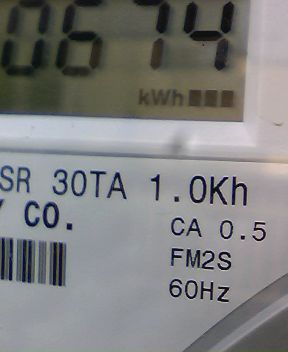 0674
kWh
SR 30TA 1.0Kh
Y CO.
CA 0.5
FM2S
60Hz